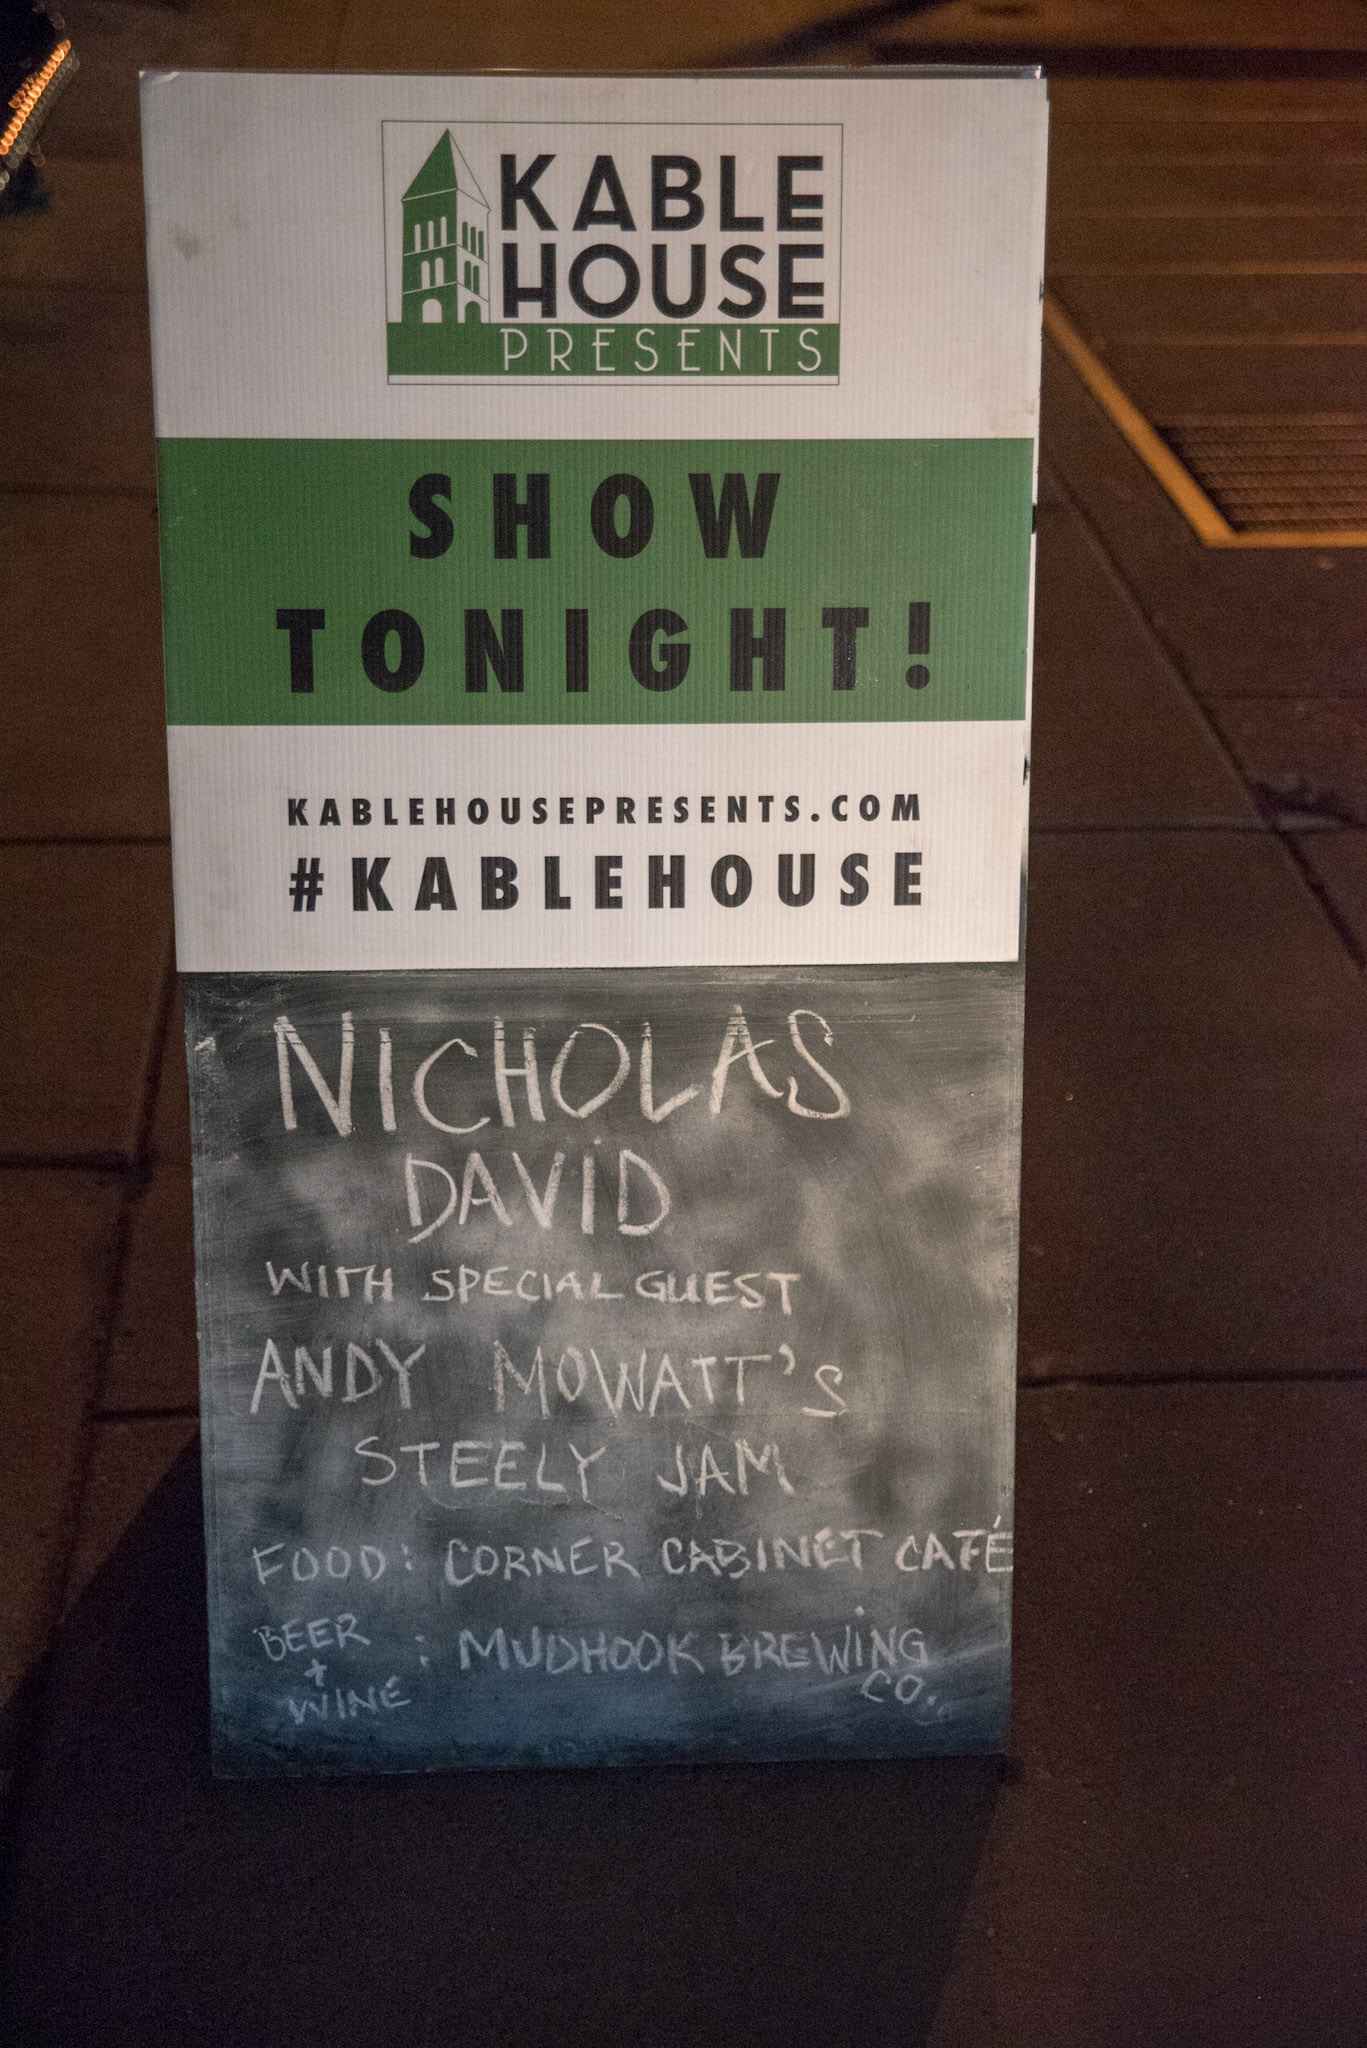 KABLE
HOUSE
PRESENTS
SHOW
TONIGHT!
KABLEHOUSEPRESENTS.COM
#KABLEHOUSE
NICHOLAS
DAVID
WITH SPECIAL GUEST
ANDY MOWATT'S
STEELY JAM
FOOD: CORNER CABINET CAFÉ
BEER
+
WINE : MUDHOOK BREWING
CO.